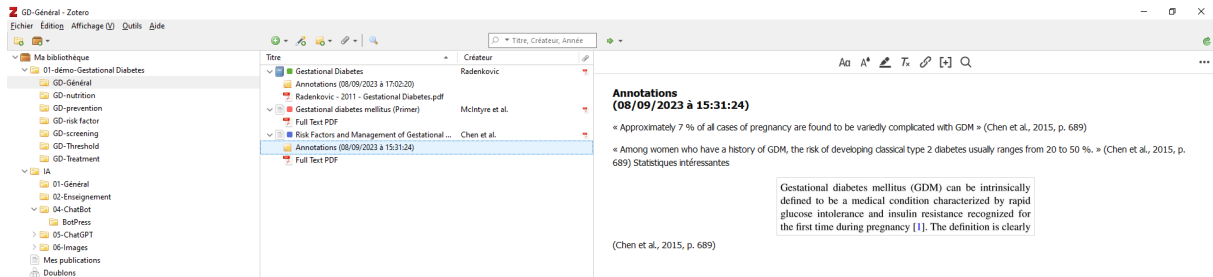 GD-Général - Zotero
Fichier Édition Affichage (V) Outils Aide
Titre, Créateur, Année
Ma bibliothèque
01-démo-Gestational Diabetes
GD-Général
GD-nutrition
GD-prevention
GD-risk factor
GD-screening
GD-Threshold
GD-Treatment
IA
01-Général
02-Enseignement
04-ChatBot
BotPress
05-ChatGPT
06-Images
Mes publications
Doublons
Titre Créateur
Gestational Diabetes Radenkovic
Annotations (08/09/2023 à 17:02:20)
Radenkovic - 2011 - Gestational Diabetes.pdf
Gestational diabetes mellitus (Primer) McIntyre et al.
Full Text PDF
Risk Factors and Management of Gestational ... Chen et al.
Annotations (08/09/2023 à 15:31:24)
Full Text PDF
Annotations
(08/09/2023 à 15:31:24)
« Approximately 7 % of all cases of pregnancy are found to be variedly complicated with GDM » (Chen et al., 2015, p. 689)
« Among women who have a history of GDM, the risk of developing classical type 2 diabetes usually ranges from 20 to 50 %. » (Chen et al., 2015, p.
689) Statistiques intéressantes
Gestational diabetes mellitus (GDM) can be intrinsically
defined to be a medical condition characterized by rapid
glucose intolerance and insulin resistance recognized for
the first time during pregnancy [1]. The definition is clearly
(Chen et al., 2015, p. 689)